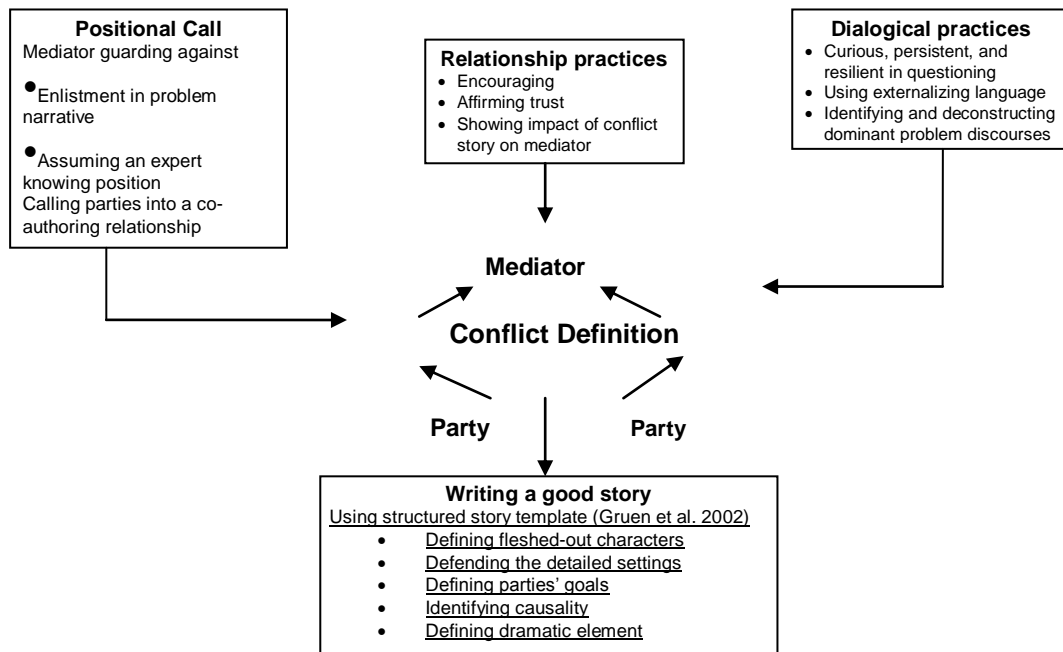 Positional Call
Mediator guarding against
● Enlistment in problem
narrative
● Assuming an expert
knowing position
Calling parties into a co-
authoring relationship
Relationship practices
• Encouraging
• Affirming trust
• Showing impact of conflict
story on mediator
Dialogical practices
• Curious, persistent, and
resilient in questioning
• Using externalizing language
• Identifying and deconstructing
dominant problem discourses
Mediator
Conflict Definition
Party
Party
Writing a good story
Using structured story template (Gruen et al. 2002)
• Defining fleshed-out characters
• Defending the detailed settings
• Defining parties' goals
• Identifying causality
• Defining dramatic element